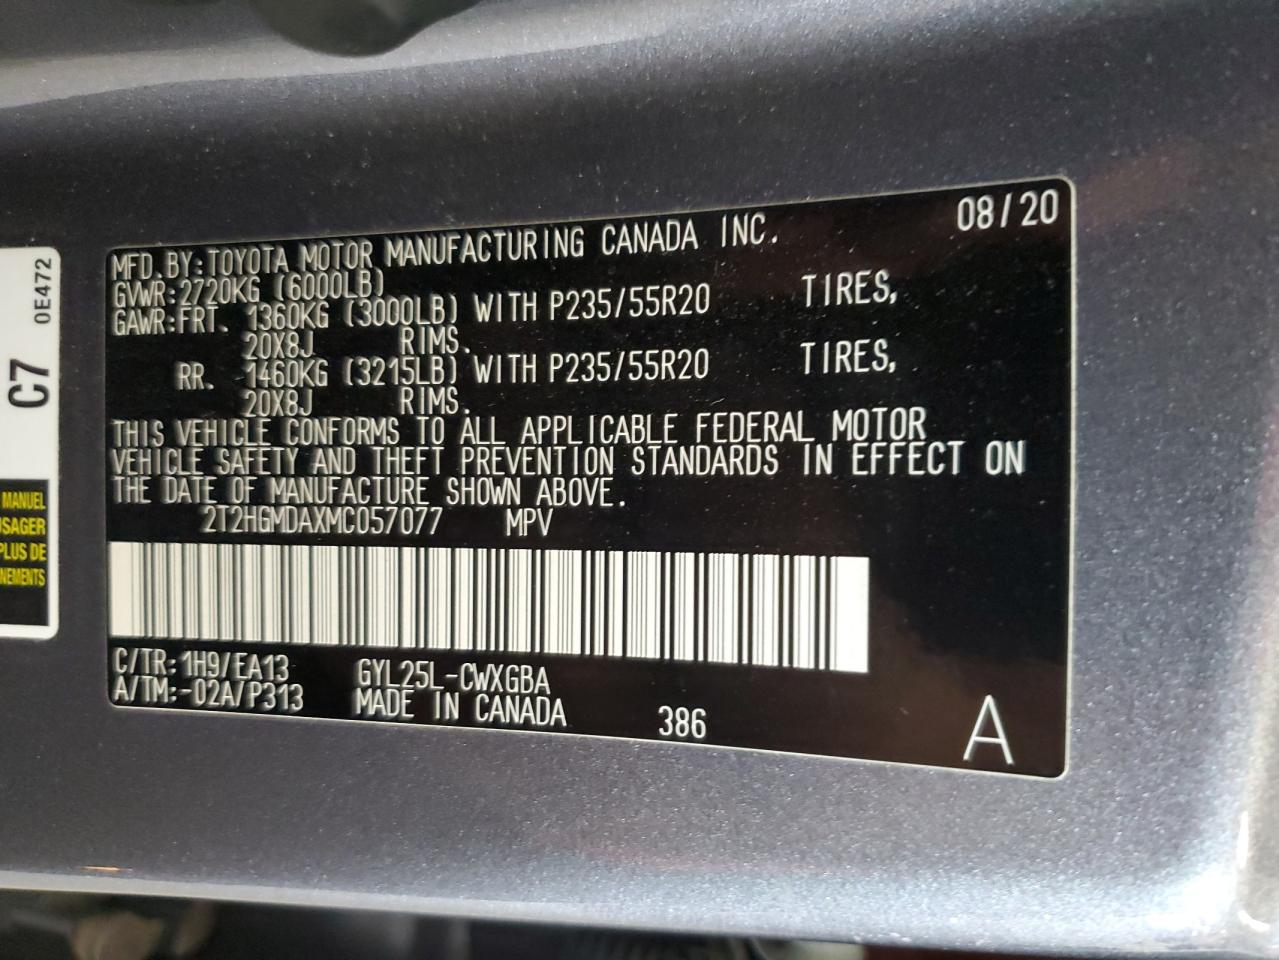 MFD.BY:TOYOTA MOTOR MANUFACTURING CANADA INC. 08/20
GVWR:2720KG (6000LB)
GAWR:FRT. 1360KG (3000LB) WITH P235/55R20 TIRES,
20X8J RIMS.
RR. 1460KG (3215LB) WITH P235/55R20 TIRES,
20X8J RIMS.
THIS VEHICLE CONFORMS TO ALL APPLICABLE FEDERAL MOTOR
VEHICLE SAFETY AND THEFT PREVENTION STANDARDS IN EFFECT ON
THE DATE OF MANUFACTURE SHOWN ABOVE.
2T2HGMDAXMC057077 MPV
C/TR:1H9/EA13 GYL25L-CWXGBA
A/TM:-02A/P313 MADE IN CANADA 386 A
0E472
C7
MANUEL
USAGER
PLUS DE
NEMENTS